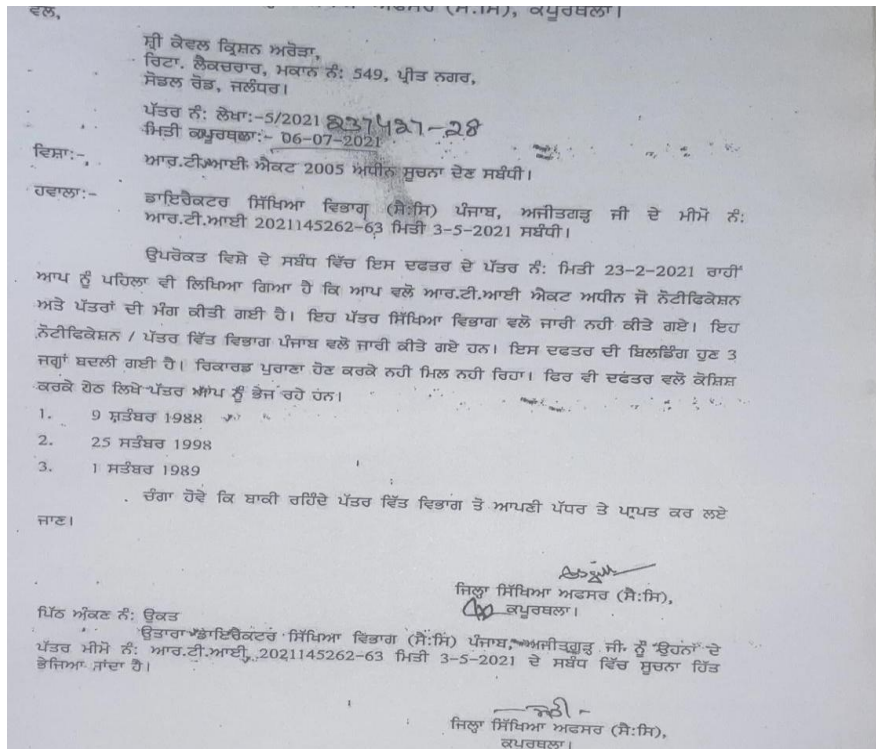 ਅਫਸਰ (ਸੈ:ਸਿ), ਕਪੂਰਥਲਾ।
ਵਲ,
ਸ਼੍ਰੀ ਕੇਵਲ ਕ੍ਰਿਸ਼ਨ ਅਰੋੜਾ,
ਰਿਟਾ. ਲੈਕਚਰਾਰ, ਮਕਾਨ ਨੰ: 549, ਪ੍ਰੀਤ ਨਗਰ,
ਸੋਡਲ ਰੋਡ, ਜਲੰਧਰ।
ਪੱਤਰ ਨੰ: ਲੇਖਾ:-5/2021 237427-28
ਮਿਤੀ ਕਪੂਰਥਲਾ:- 06-07-2021
ਵਿਸ਼ਾ:- ਆਰ.ਟੀ.ਆਈ ਐਕਟ 2005 ਅਧੀਨ ਸੂਚਨਾ ਦੇਣ ਸਬੰਧੀ।
ਹਵਾਲਾ:- ਡਾਇਰੈਕਟਰ ਸਿੱਖਿਆ ਵਿਭਾਗ (ਸੈ:ਸਿ) ਪੰਜਾਬ, ਅਜੀਤਗੜ੍ਹ ਜੀ ਦੇ ਮੀਮੋ ਨੰ:
ਆਰ.ਟੀ.ਆਈ 2021145262-63 ਮਿਤੀ 3-5-2021 ਸਬੰਧੀ।
ਉਪਰੋਕਤ ਵਿਸ਼ੇ ਦੇ ਸਬੰਧ ਵਿੱਚ ਇਸ ਦਫਤਰ ਦੇ ਪੱਤਰ ਨੰ: ਮਿਤੀ 23-2-2021 ਰਾਹੀਂ
ਆਪ ਨੂੰ ਪਹਿਲਾ ਵੀ ਲਿਖਿਆ ਗਿਆ ਹੈ ਕਿ ਆਪ ਵਲੋ ਆਰ.ਟੀ.ਆਈ ਐਕਟ ਅਧੀਨ ਜੋ ਨੋਟੀਫਿਕੇਸ਼ਨ
ਅਤੇ ਪੱਤਰਾਂ ਦੀ ਮੰਗ ਕੀਤੀ ਗਈ ਹੈ। ਇਹ ਪੱਤਰ ਸਿੱਖਿਆ ਵਿਭਾਗ ਵਲੋ ਜਾਰੀ ਨਹੀ ਕੀਤੇ ਗਏ। ਇਹ
ਨੋਟੀਫਿਕੇਸ਼ਨ / ਪੱਤਰ ਵਿੱਤ ਵਿਭਾਗ ਪੰਜਾਬ ਵਲੋ ਜਾਰੀ ਕੀਤੇ ਗਏ ਹਨ। ਇਸ ਦਫਤਰ ਦੀ ਬਿਲਡਿੰਗ ਹੁਣ 3
ਜਗ੍ਹਾਂ ਬਦਲੀ ਗਈ ਹੈ। ਰਿਕਾਰਡ ਪੁਰਾਣਾ ਹੋਣ ਕਰਕੇ ਨਹੀ ਮਿਲ ਨਹੀ ਰਿਹਾ। ਫਿਰ ਵੀ ਦਫਤਰ ਵਲੋ ਕੋਸ਼ਿਸ਼
ਕਰਕੇ ਹੇਠ ਲਿਖੇ ਪੱਤਰ ਆਪ ਨੂੰ ਭੇਜ ਰਹੇ ਹਨ।
1. 9 ਸ਼ਤੰਬਰ 1988
2. 25 ਸਤੰਬਰ 1998
3. 1 ਸਤੰਬਰ 1989
ਚੰਗਾ ਹੋਵੇ ਕਿ ਬਾਕੀ ਰਹਿੰਦੇ ਪੱਤਰ ਵਿੱਤ ਵਿਭਾਗ ਤੋ ਆਪਣੀ ਪੱਧਰ ਤੇ ਪ੍ਰਾਪਤ ਕਰ ਲਏ
ਜਾਣ।
ਜਿਲ੍ਹਾ ਸਿੱਖਿਆ ਅਫਸਰ (ਸੈ:ਸਿ),
ਕਪੂਰਥਲਾ।
ਪਿੱਠ ਅੰਕਣ ਨੰ: ਉਕਤ
ਉਤਾਰਾ ਡਾਇਰੈਕਟਰ ਸਿੱਖਿਆ ਵਿਭਾਗ (ਸੈ:ਸਿ) ਪੰਜਾਬ, ਅਜੀਤਗੜ੍ਹ ਜੀ ਨੂੰ ਉਹਨਾਂ ਦੇ
ਪੱਤਰ ਮੀਮੋ ਨੰ: ਆਰ.ਟੀ.ਆਈ, 2021145262-63 ਮਿਤੀ 3-5-2021 ਦੇ ਸਬੰਧ ਵਿੱਚ ਸੂਚਨਾ ਹਿੱਤ
ਭੇਜਿਆ ਜਾਂਦਾ ਹੈ।
ਜਿਲ੍ਹਾ ਸਿੱਖਿਆ ਅਫਸਰ (ਸੈ:ਸਿ),
ਕਪੂਰਥਲਾ।